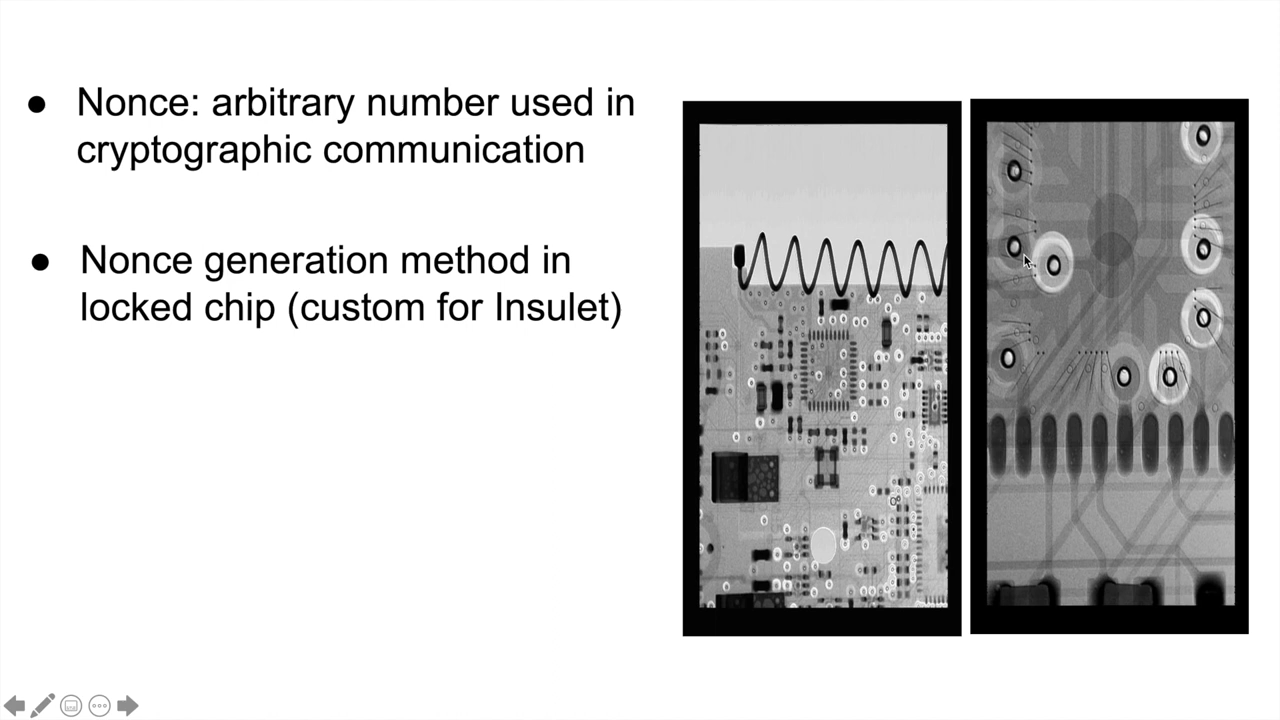 Nonce: arbitrary number used in
cryptographic communication
Nonce generation method in
locked chip (custom for Insulet)